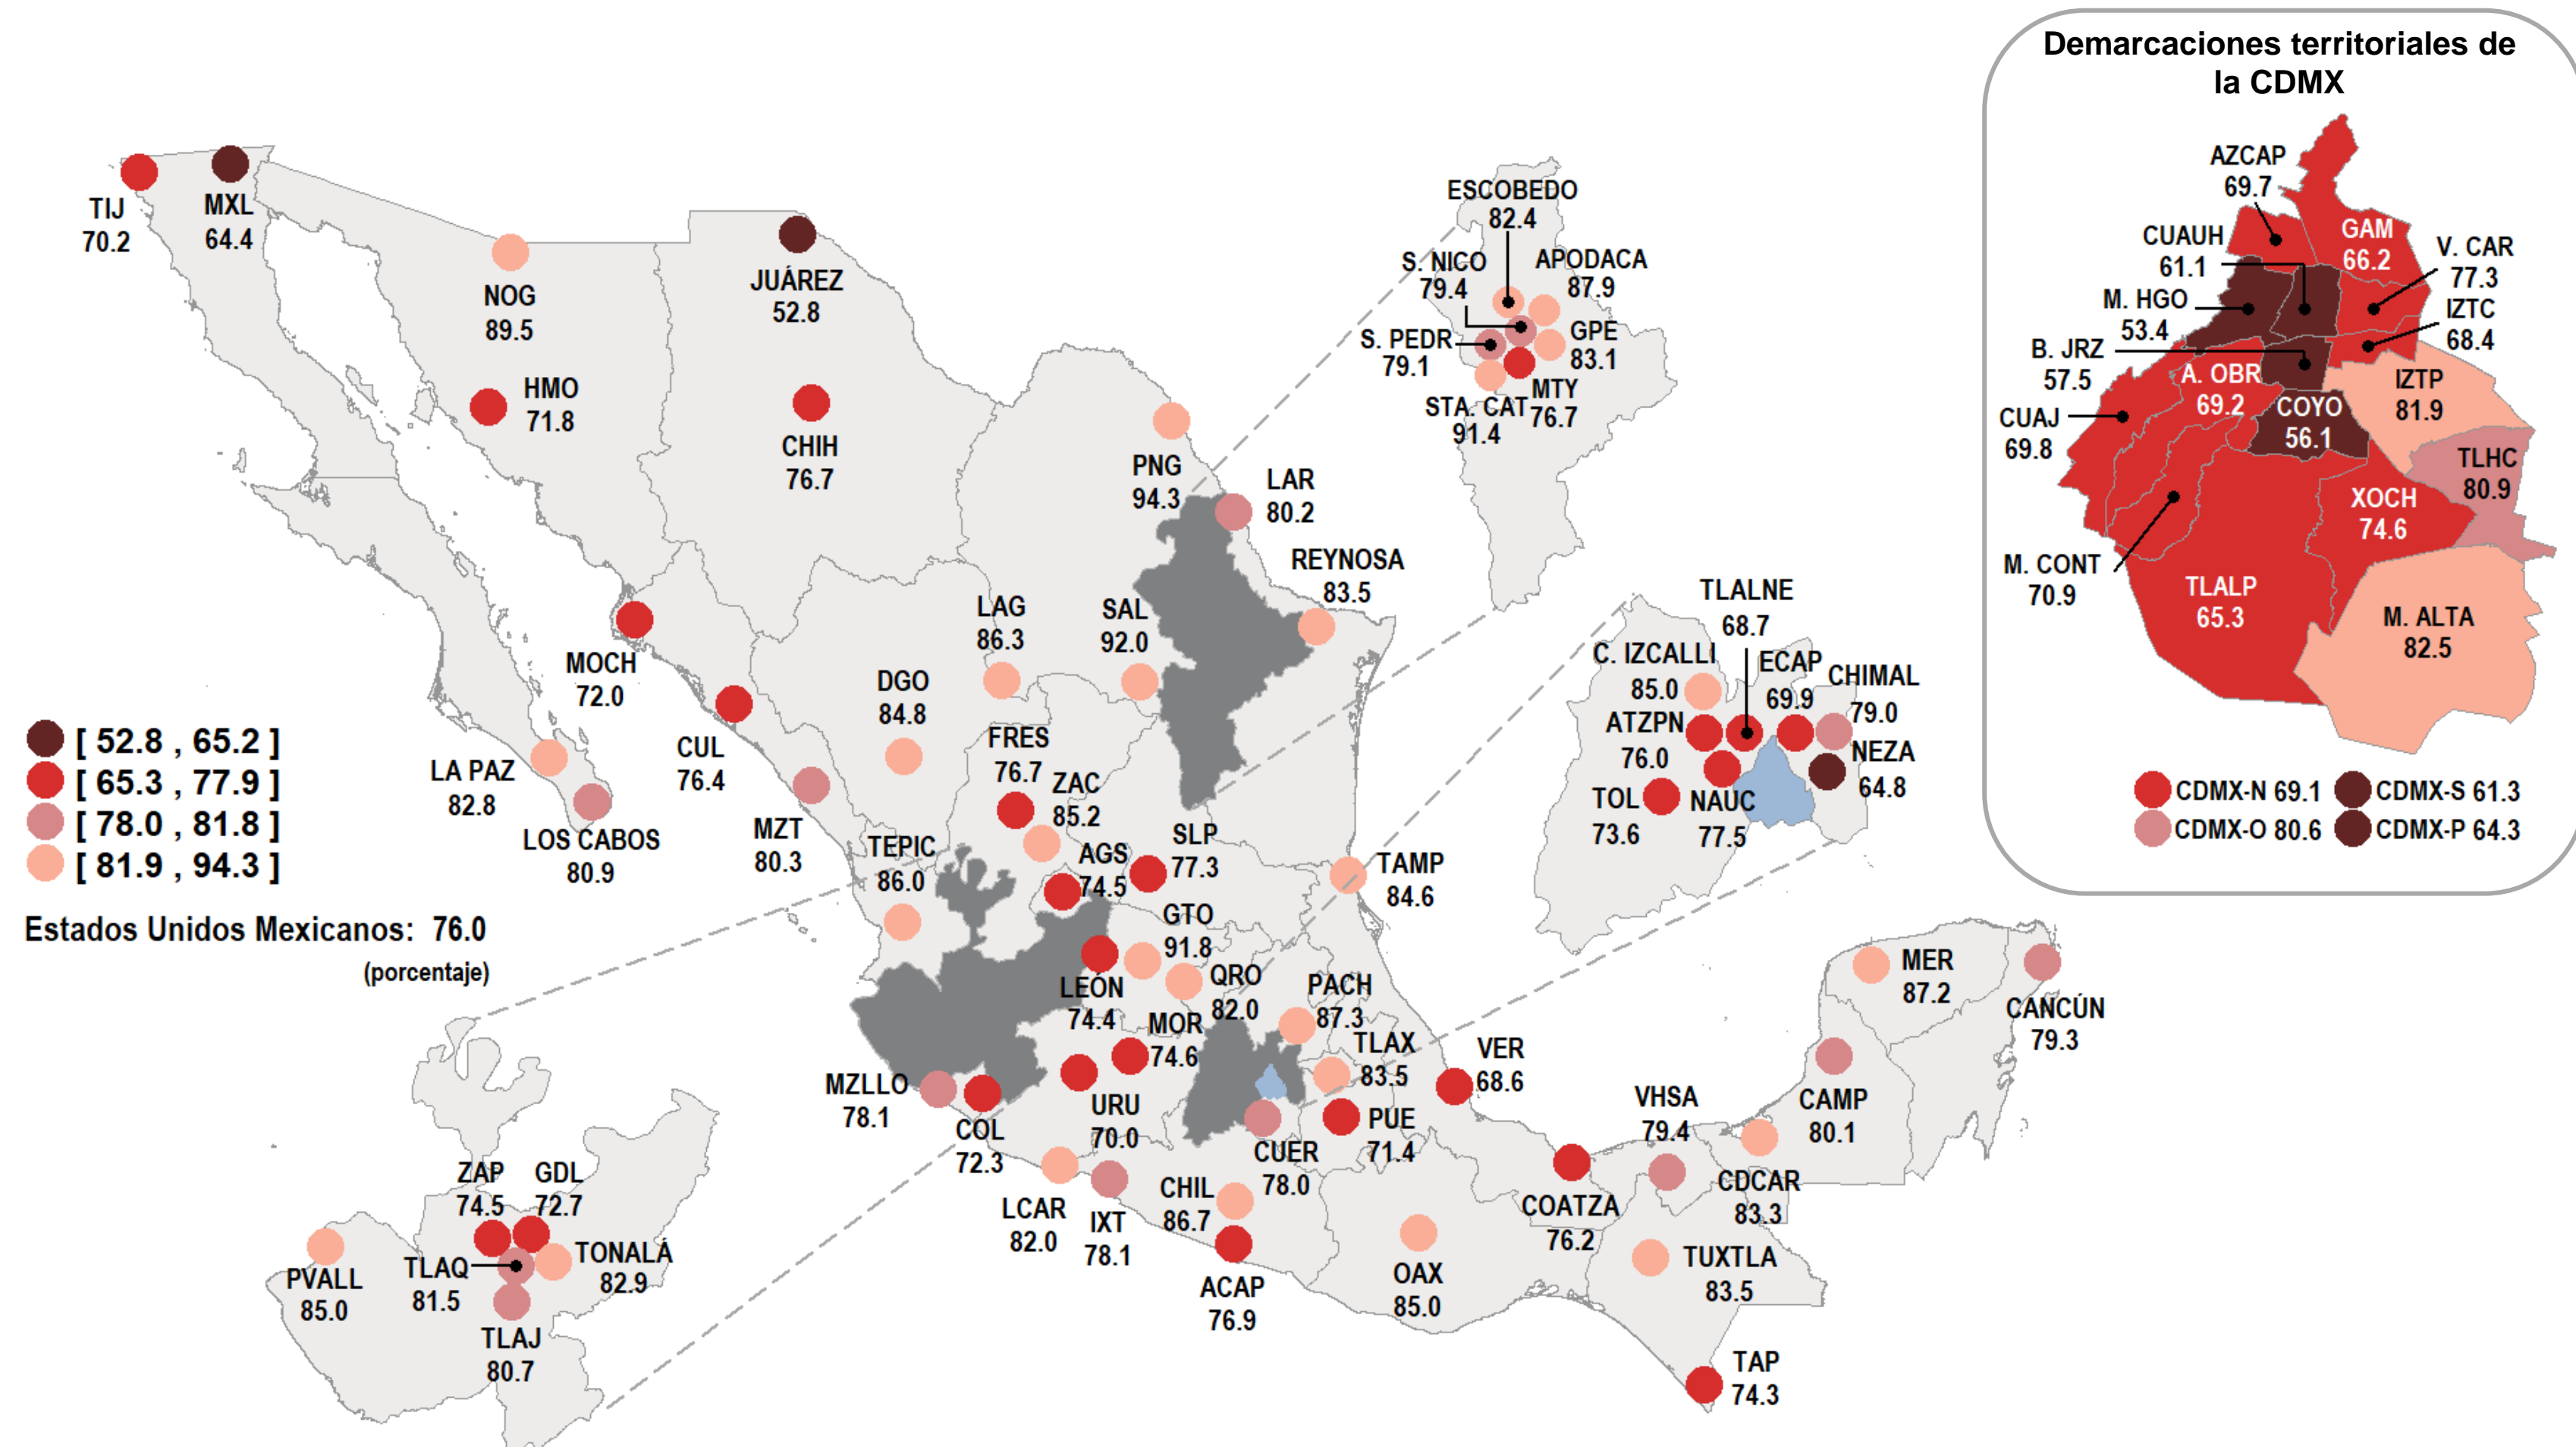 Demarcaciones territoriales de
la CDMX
AZCAP
69.7
CUAUH
61.1
GAM
66.2
V. CAR
77.3
M. HGO
53.4
IZTC
68.4
B. JRZ
57.5
A. OBR
69.2
IZTP
81.9
CUAJ
69.8
COYO
56.1
TLHC
80.9
XOCH
74.6
M. CONT
70.9
TLALP
65.3
M. ALTA
82.5
CDMX-N 69.1
CDMX-S 61.3
CDMX-O 80.6
CDMX-P 64.3
TIJ
70.2
MXL
64.4
NOG
89.5
JUÁREZ
52.8
HMO
71.8
CHIH
76.7
ESCOBEDO
82.4
S. NICO
79.4
APODACA
87.9
S. PEDR
79.1
GPE
83.1
STA. CAT
91.4
MTY
76.7
PNG
94.3
LAR
80.2
REYNOSA
83.5
MOCH
72.0
LAG
86.3
SAL
92.0
DGO
84.8
CUL
76.4
LA PAZ
82.8
LOS CABOS
80.9
MZT
80.3
FRES
76.7
ZAC
85.2
TEPIC
86.0
AGS
74.5
SLP
77.3
TAMP
84.6
TLALNE
68.7
C. IZCALLI
85.0
ECAP
69.9
CHIMAL
79.0
ATZPN
76.0
NEZA
64.8
TOL
73.6
NAUC
77.5
[ 52.8 , 65.2 ]
[ 65.3 , 77.9 ]
[ 78.0 , 81.8 ]
[ 81.9 , 94.3 ]
Estados Unidos Mexicanos: 76.0
(porcentaje)
GTO
91.8
LEÓN
74.4
QRO
82.0
PACH
87.3
MOR
74.6
TLAX
83.5
VER
68.6
MZLLO
78.1
COL
72.3
URU
70.0
PUE
71.4
CUER
78.0
LCAR
82.0
IXT
78.1
CHIL
86.7
ACAP
76.9
OAX
85.0
COATZA
76.2
VHSA
79.4
CDCAR
83.3
CAMP
80.1
MER
87.2
CANCÚN
79.3
TUXTLA
83.5
TAP
74.3
ZAP
74.5
GDL
72.7
PVALL
85.0
TLAQ
81.5
TONALÁ
82.9
TLAJ
80.7